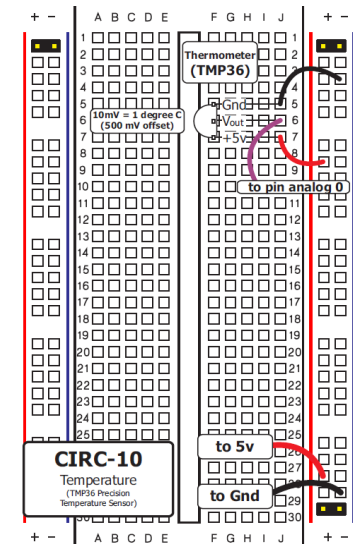 + - A B C D E F G H I J + -
1 1
2 Thermometer 2
3 (TMP36) 3
4 4
5 Gnd 5
10mV = 1 degree C
6 Vout 6
(500 mV offset)
7 +5v 7
8 8
9 9
10 to pin analog 0
11 11
12 12
13 13
14 14
15 15
16 16
17 17
18 18
19 19
20 20
21 21
22 22
23 23
24 24
25 25
CIRC-10
Temperature
(TMP36 Precision
Temperature Sensor)
to 5v
27
28
to Gnd
29
30 30
+ - A B C D E F G H I J + -